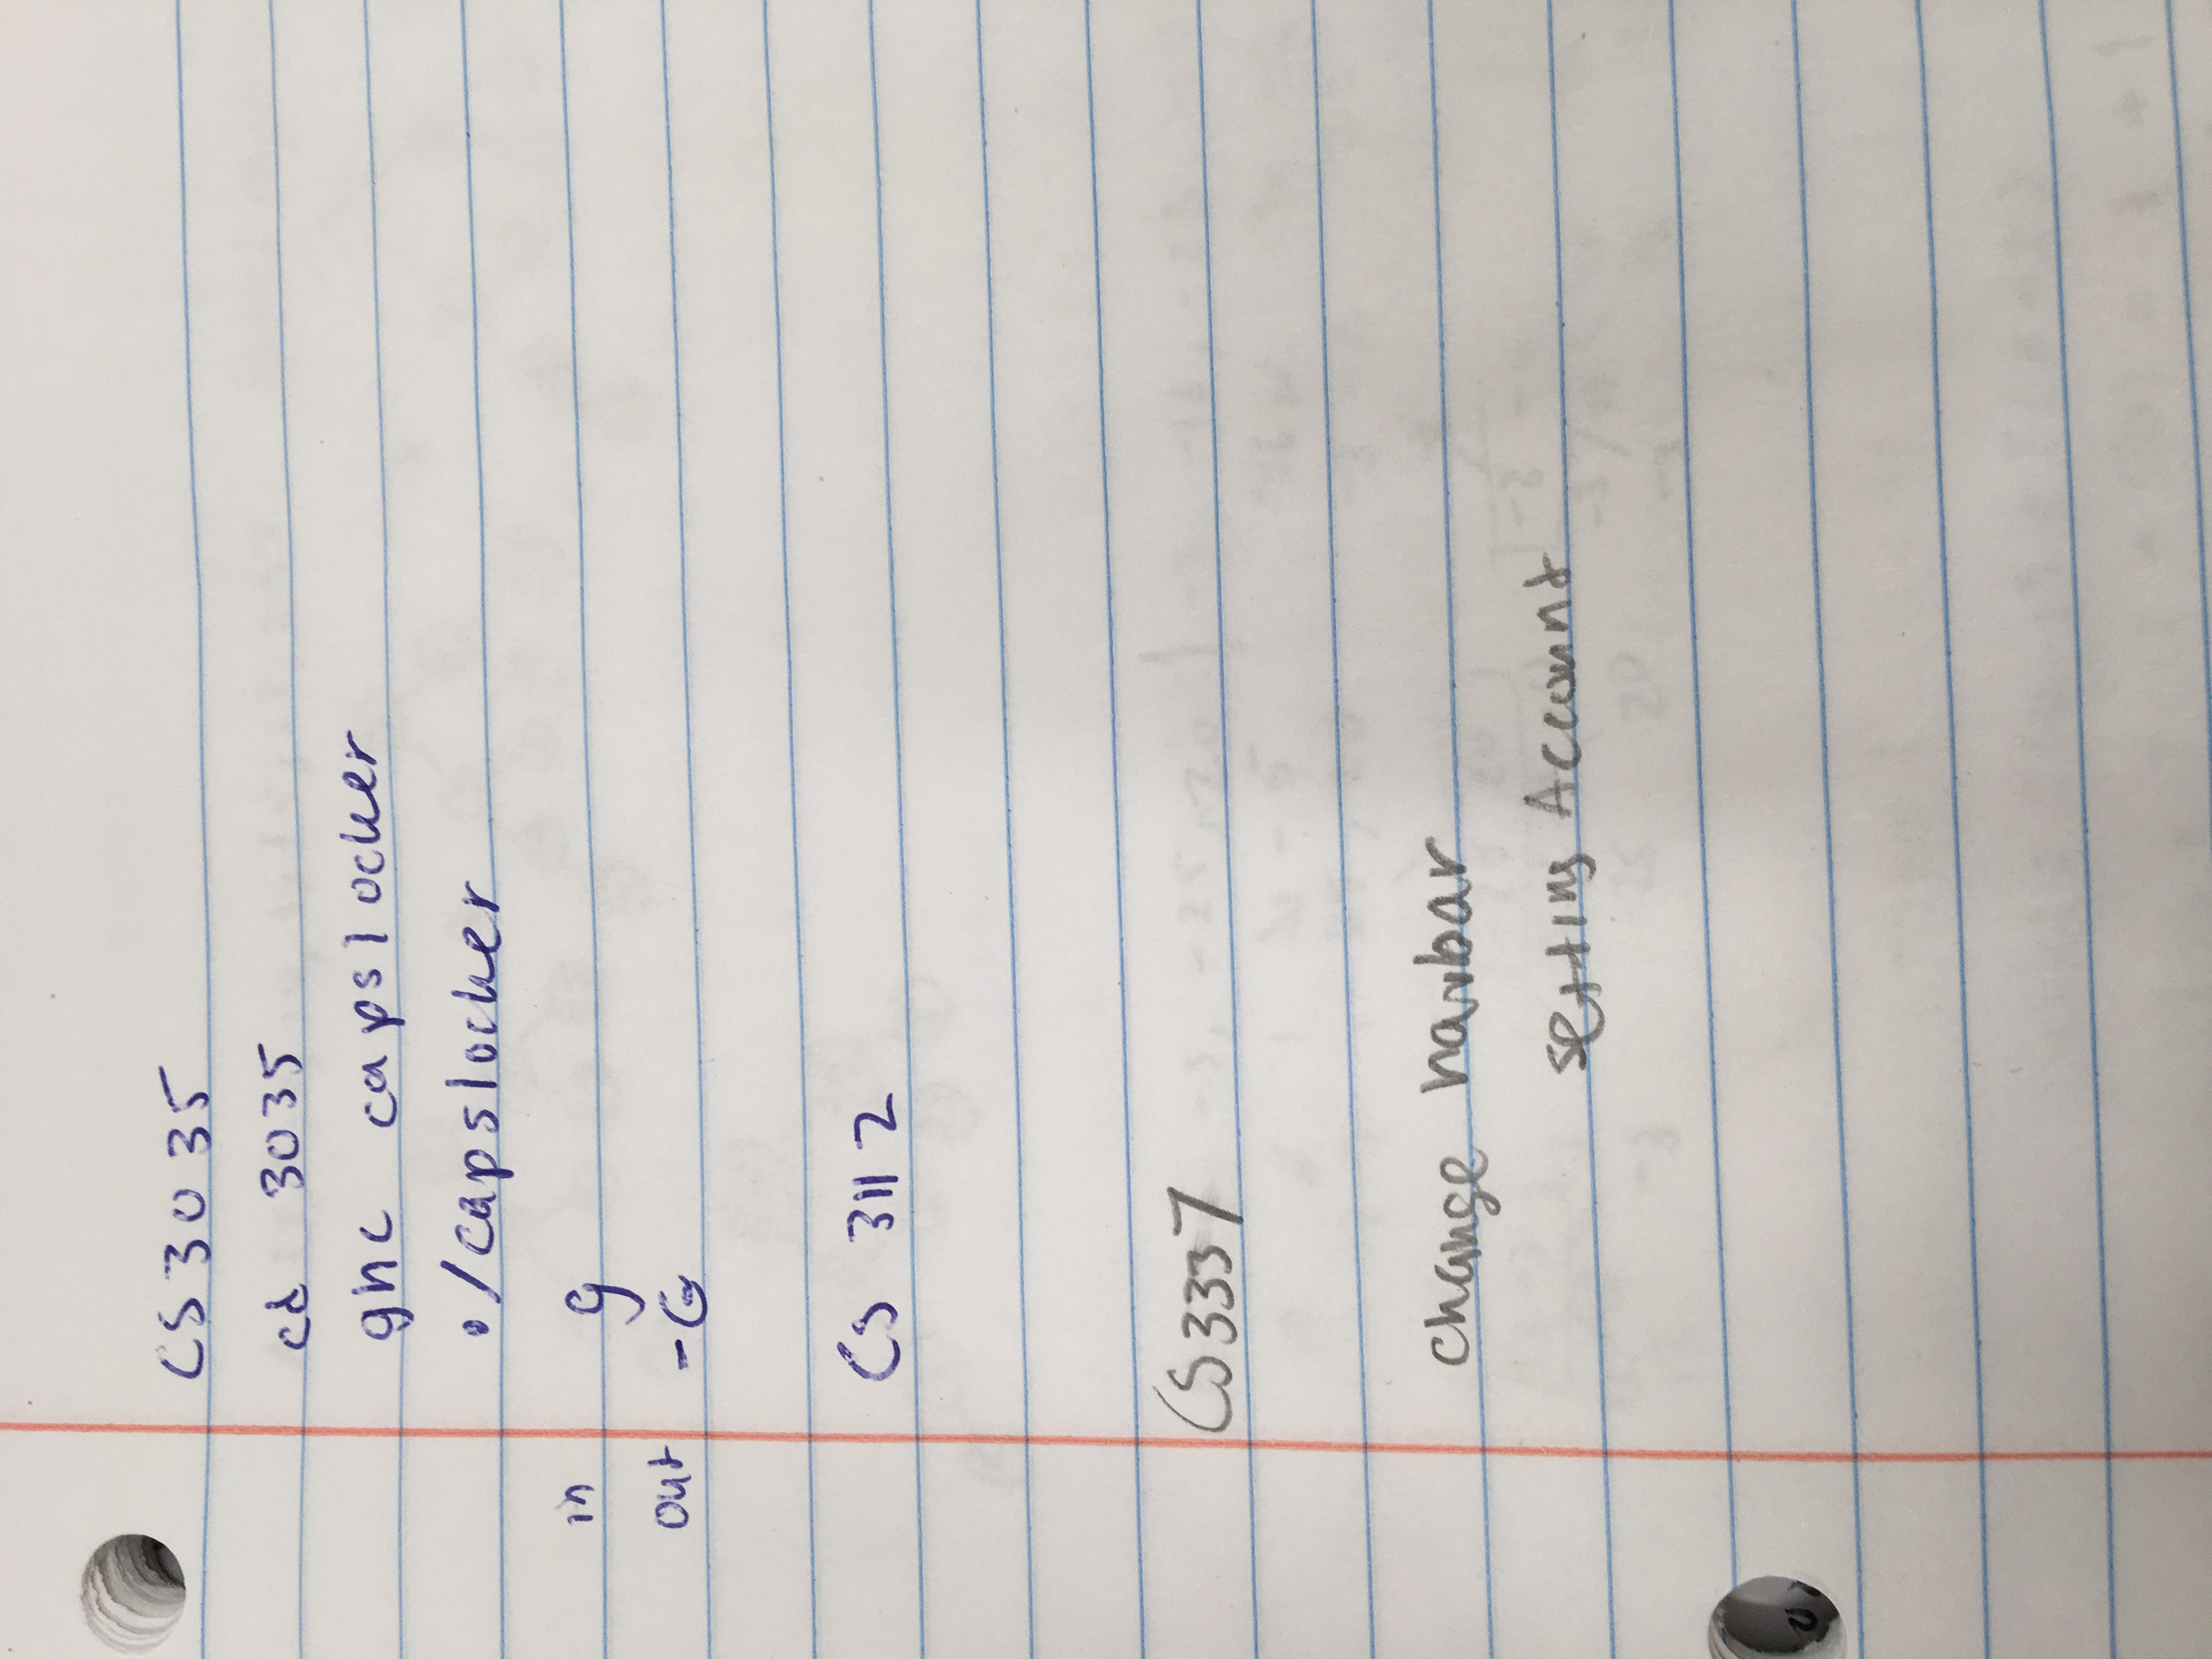 CS3035
cd 3035
ghc capslocker
./capslocker
in g
out -G
CS 3112
CS3337
change navbar
setting Account